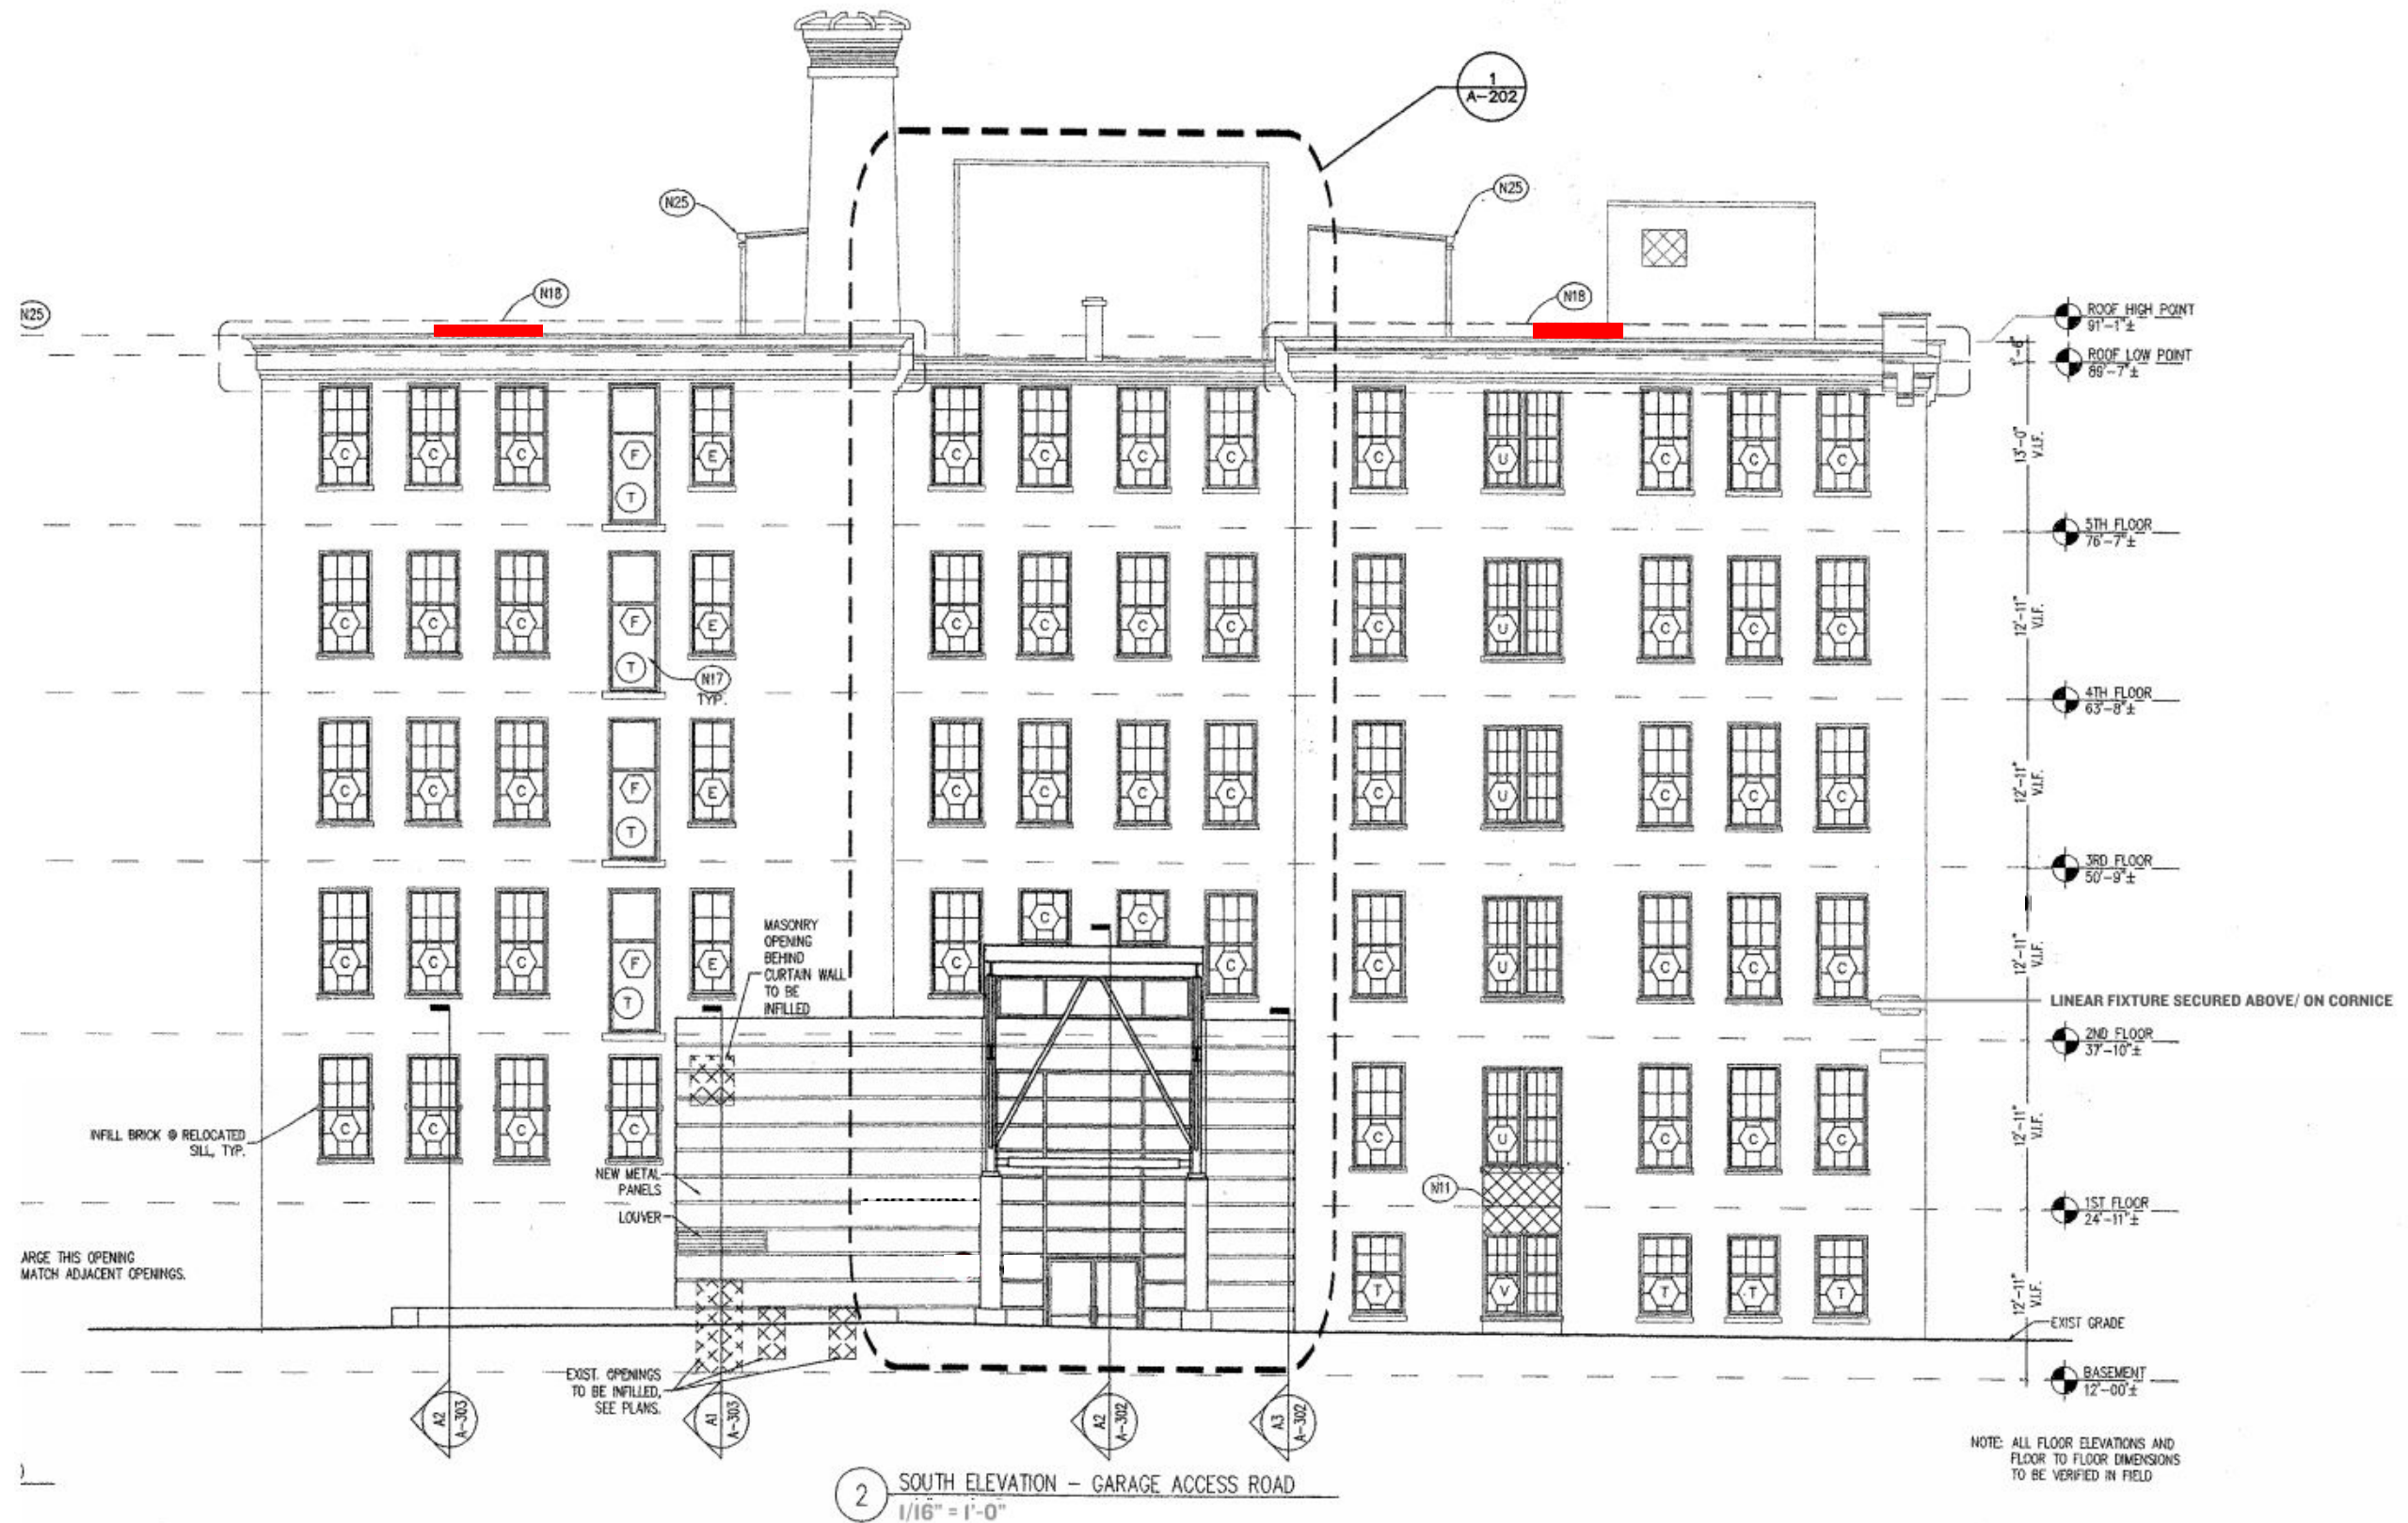 1
A-202
N25
N25
N25
N18
N18
ROOF HIGH POINT
91'-1"±
1'-6"
ROOF LOW POINT
89'-7"±
C C C F E C C C C C U C C C
T
13'-0"
V.I.F.
5TH FLOOR
76'-7"±
C C C F E C C C C C U C C C
T
N17
TYP.
12'-11"
V.I.F.
4TH FLOOR
63'-8"±
C C C F E C C C C C U C C C
T
12'-11"
V.I.F.
3RD FLOOR
50'-9"±
C C C F E C C C C C U C C C
T
MASONRY
OPENING
BEHIND
CURTAIN WALL
TO BE
INFILLED
12'-11"
V.I.F.
LINEAR FIXTURE SECURED ABOVE/ ON CORNICE
2ND FLOOR
37'-10"±
C C C C C U C C C
INFILL BRICK @ RELOCATED
SILL, TYP.
12'-11"
V.I.F.
NEW METAL
PANELS
LOUVER
N11
1ST FLOOR
24'-11"±
ARGE THIS OPENING
MATCH ADJACENT OPENINGS.
T V T T T
12'-11"
V.I.F.
EXIST GRADE
EXIST. OPENINGS
TO BE INFILLED,
SEE PLANS.
BASEMENT
12'-00"±
A2
A-303
A1
A-303
A2
A-302
A3
A-302
NOTE: ALL FLOOR ELEVATIONS AND
FLOOR TO FLOOR DIMENSIONS
TO BE VERIFIED IN FIELD
)
2
SOUTH ELEVATION – GARAGE ACCESS ROAD
1/16" = 1'-0"